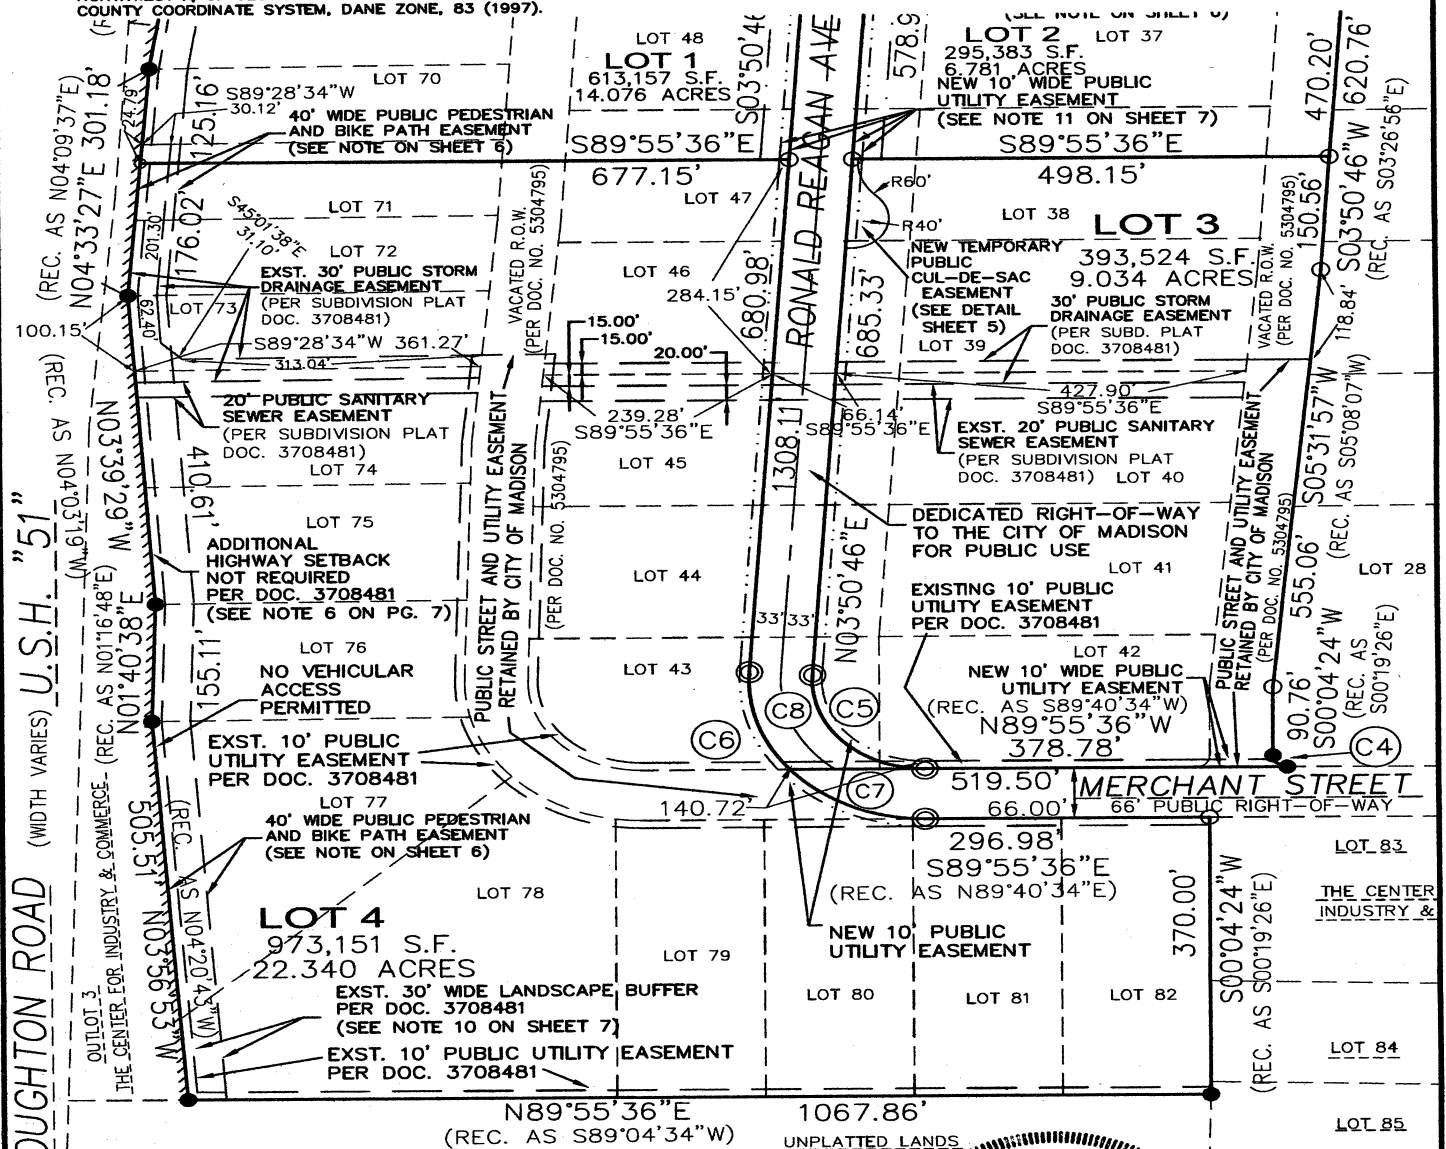 COUNTY COORDINATE SYSTEM, DANE ZONE, 83 (1997).
LOT 48
LOT 1
613,157 S.F.
14.076 ACRES
LOT 2
LOT 37
295,383 S.F.
6.781 ACRES
NEW 10' WIDE PUBLIC
UTILITY EASEMENT
(SEE NOTE 11 ON SHEET 7)
578.9
470.20'
620.76'
LOT 70
S89°28'34"W
30.12'
125.16'
24.79'
40' WIDE PUBLIC PEDESTRIAN
AND BIKE PATH EASEMENT
(SEE NOTE ON SHEET 6)
(REC. AS N04°09'37"E)
N04°33'27"E 301.18'
S89°55'36"E
677.15'
S89°55'36"E
498.15'
RONALD REAGAN AVE
R60'
R40'
LOT 47
LOT 71
LOT 72
LOT 73
LOT 38
LOT 3
393,524 S.F.
9.034 ACRES
NEW TEMPORARY
PUBLIC
CUL-DE-SAC
EASEMENT
(SEE DETAIL
SHEET 5)
LOT 39
VACATED R.O.W.
(PER DOC. NO. 5304795)
VACATED R.O.W.
(PER DOC. NO. 5304795)
150.56'
S03°50'46"W
(REC. AS S03°26'56"E)
118.84'
201.30'
176.02'
S45°01'38"E
31.10'
EXST. 30' PUBLIC STORM
DRAINAGE EASEMENT
(PER SUBDIVISION PLAT
DOC. 3708481)
62.40'
100.15'
S89°28'34"W 361.27'
313.04'
LOT 46
284.15'
680.98'
685.33'
15.00'
15.00'
20.00'
30' PUBLIC STORM
DRAINAGE EASEMENT
(PER SUBD. PLAT
DOC. 3708481)
20' PUBLIC SANITARY
SEWER EASEMENT
(PER SUBDIVISION PLAT
DOC. 3708481)
239.28'
S89°55'36"E
66.14'
S89°55'36"E
427.90'
S89°55'36"E
EXST. 20' PUBLIC SANITARY
SEWER EASEMENT
(PER SUBDIVISION PLAT
DOC. 3708481)
LOT 40
LOT 74
LOT 45
410.61'
N03°39'29"W
(REC. AS N04°03'19"W)
1308.11
S05°31'57"W
(REC. AS S05°08'07"W)
555.06'
LOT 75
LOT 44
LOT 41
LOT 28
ADDITIONAL
HIGHWAY SETBACK
NOT REQUIRED
PER DOC. 3708481
(SEE NOTE 6 ON PG. 7)
PUBLIC STREET AND UTILITY EASEMENT
RETAINED BY CITY OF MADISON
(PER DOC. NO. 5304795)
DEDICATED RIGHT-OF-WAY
TO THE CITY OF MADISON
FOR PUBLIC USE
EXISTING 10' PUBLIC
UTILITY EASEMENT
PER DOC. 3708481
PUBLIC STREET AND UTILITY EASEMENT
RETAINED BY CITY OF MADISON
(PER DOC. NO. 5304795)
33' 33'
N03°50'46"E
LOT 76
LOT 43
LOT 42
N01°40'38"E
(REC. AS N01°16'48"E)
155.11'
NO VEHICULAR
ACCESS
PERMITTED
NEW 10' WIDE PUBLIC
UTILITY EASEMENT
(REC. AS S89°40'34"W)
N89°55'36"W
378.78'
90.76'
S00°04'24"W
(REC. AS
S00°19'26"E)
C4
C5
C6
C7
C8
EXST. 10' PUBLIC
UTILITY EASEMENT
PER DOC. 3708481
LOT 77
140.72'
519.50'
66.00'
MERCHANT STREET
66' PUBLIC RIGHT-OF-WAY
296.98'
S89°55'36"E
(REC. AS N89°40'34"E)
40' WIDE PUBLIC PEDESTRIAN
AND BIKE PATH EASEMENT
(SEE NOTE ON SHEET 6)
LOT 83
THE CENTER
INDUSTRY &
LOT 78
LOT 4
973,151 S.F.
22.340 ACRES
505.51'
N03°56'53"W
(REC. AS N04°20'43"W)
NEW 10' PUBLIC
UTILITY EASEMENT
370.00'
S00°04'24"W
(REC. AS S00°19'26"E)
LOT 79
LOT 80
LOT 81
LOT 82
EXST. 30' WIDE LANDSCAPE BUFFER
PER DOC. 3708481
(SEE NOTE 10 ON SHEET 7)
EXST. 10' PUBLIC UTILITY EASEMENT
PER DOC. 3708481
LOT 84
N89°55'36"E 1067.86'
(REC. AS S89°04'34"W)
UNPLATTED LANDS
LOT 85
OUGHTON ROAD (WIDTH VARIES) U.S.H. "51"
OUTLOT 3
THE CENTER FOR INDUSTRY & COMMERCE